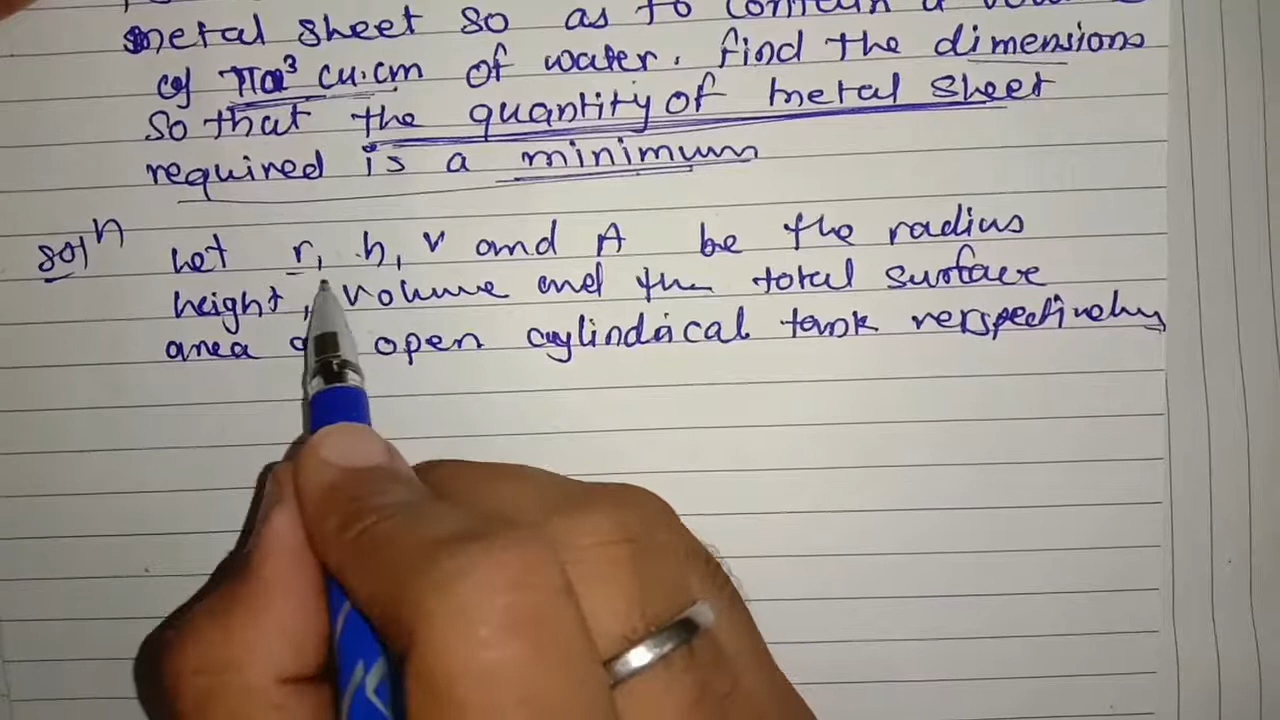 metal sheet so as to contain a
of πa³ cu.cm of water. find the dimensions
so that the quantity of metal sheet
required is a minimum
solⁿ Let r, h, v and A be the radius
height, volume and the total surface
area open cylindrical tank rerspectively